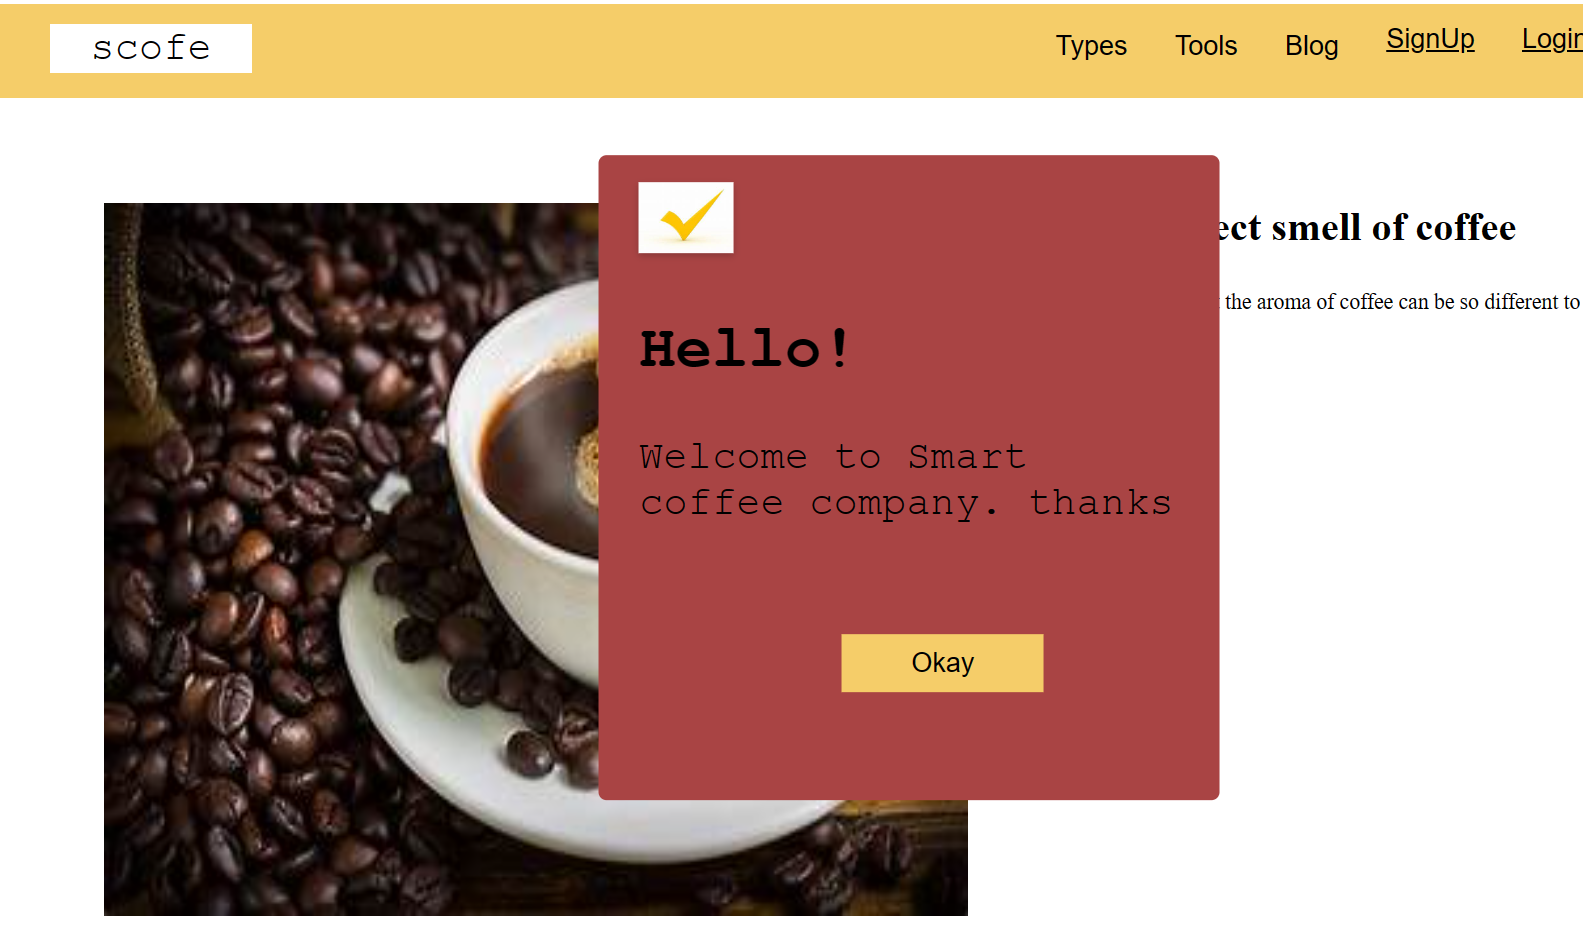 scofe
Types
Tools
Blog
SignUp
Login
smell of coffee
the aroma of coffee can be so different to
Hello!
Welcome to Smart
coffee company. thanks
Okay